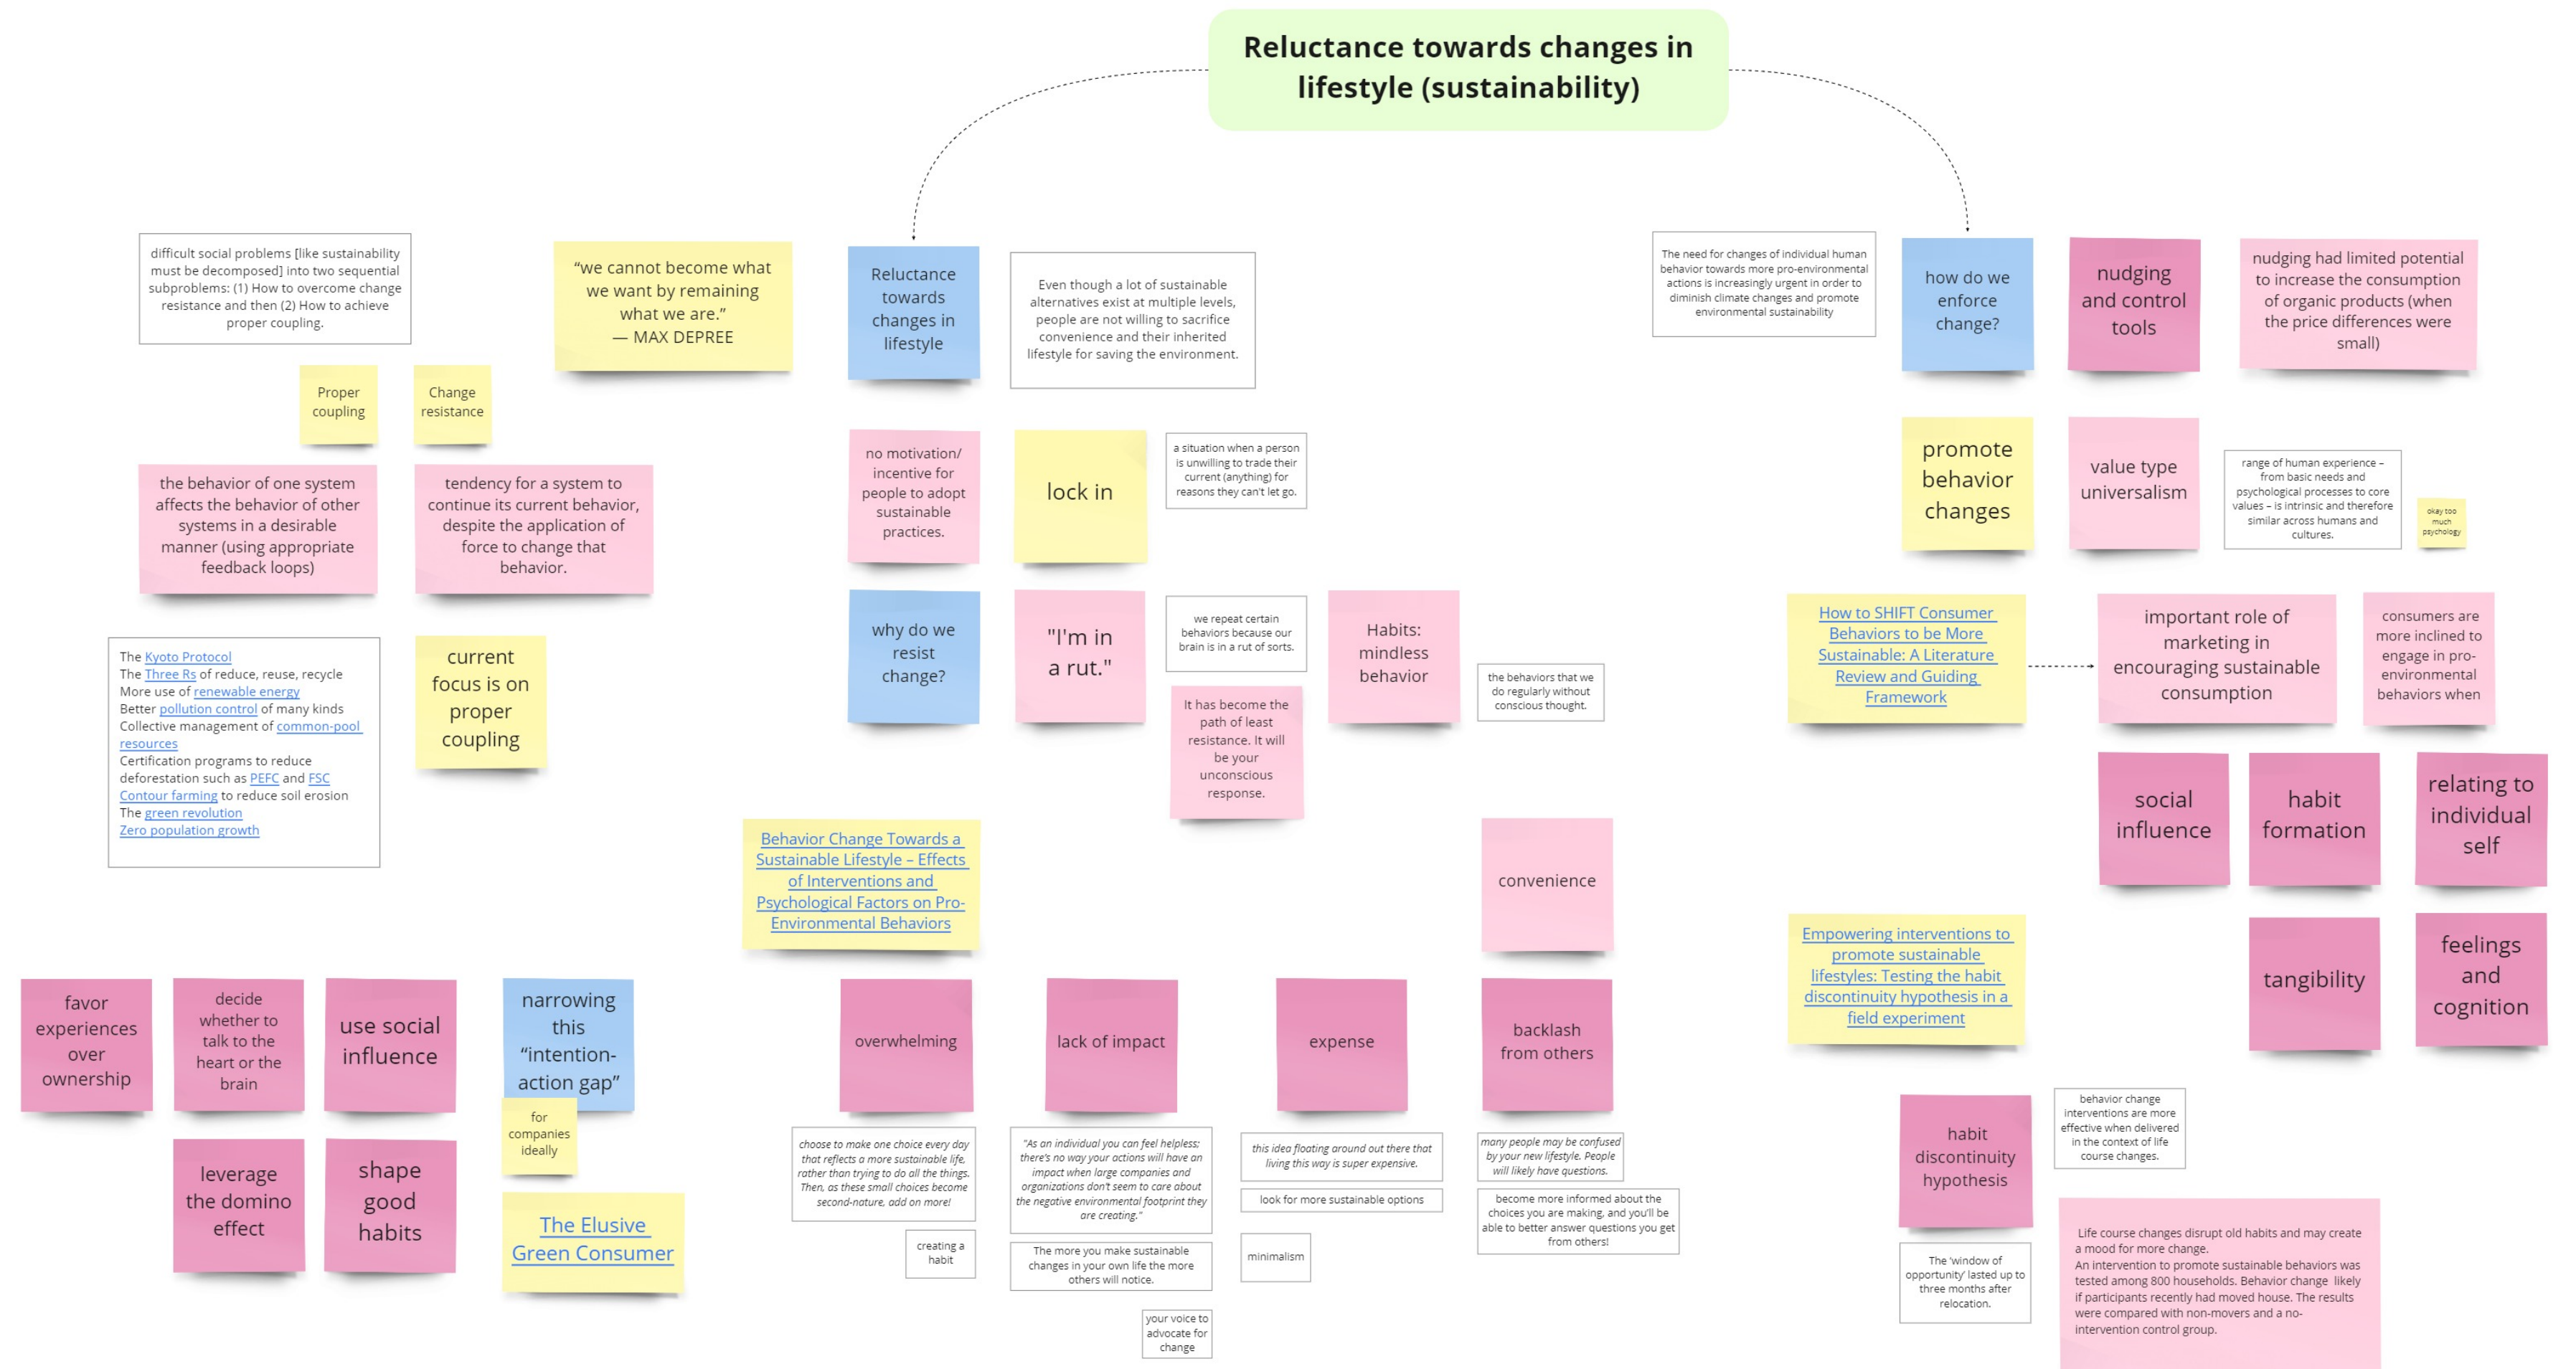 Reluctance towards changes in
lifestyle (sustainability)
difficult social problems [like sustainability
must be decomposed] into two sequential
subproblems: (1) How to overcome change
resistance and then (2) How to achieve
proper coupling.
Proper
coupling
Change
resistance
the behavior of one system
affects the behavior of other
systems in a desirable
manner (using appropriate
feedback loops)
tendency for a system to
continue its current behavior,
despite the application of
force to change that
behavior.
The Kyoto Protocol
The Three Rs of reduce, reuse, recycle
More use of renewable energy
Better pollution control of many kinds
Collective management of common-pool
resources
Certification programs to reduce
deforestation such as PEFC and FSC
Contour farming to reduce soil erosion
The green revolution
Zero population growth
current
focus is on
proper
coupling
“we cannot become what
we want by remaining
what we are.”
— MAX DEPREE
Reluctance
towards
changes in
lifestyle
Even though a lot of sustainable
alternatives exist at multiple levels,
people are not willing to sacrifice
convenience and their inherited
lifestyle for saving the environment.
no motivation/
incentive for
people to adopt
sustainable
practices.
lock in
a situation when a person
is unwilling to trade their
current (anything) for
reasons they can't let go.
why do we
resist
change?
"I'm in
a rut."
we repeat certain
behaviors because our
brain is in a rut of sorts.
It has become the
path of least
resistance. It will
be your
unconscious
response.
Habits:
mindless
behavior
the behaviors that we
do regularly without
conscious thought.
Behavior Change Towards a
Sustainable Lifestyle – Effects
of Interventions and
Psychological Factors on Pro-
Environmental Behaviors
convenience
favor
experiences
over
ownership
decide
whether to
talk to the
heart or the
brain
use social
influence
narrowing
this
“intention-
action gap”
for
companies
ideally
leverage
the domino
effect
shape
good
habits
The Elusive
Green Consumer
overwhelming
lack of impact
expense
backlash
from others
choose to make one choice every day
that reflects a more sustainable life,
rather than trying to do all the things.
Then, as these small choices become
second-nature, add on more!
creating a
habit
"As an individual you can feel helpless;
there's no way your actions will have an
impact when large companies and
organizations don't seem to care about
the negative environmental footprint they
are creating."
The more you make sustainable
changes in your own life the more
others will notice.
your voice to
advocate for
change
this idea floating around out there that
living this way is super expensive.
look for more sustainable options
minimalism
many people may be confused
by your new lifestyle. People
will likely have questions.
become more informed about the
choices you are making, and you'll be
able to better answer questions you get
from others!
The need for changes of individual human
behavior towards more pro-environmental
actions is increasingly urgent in order to
diminish climate changes and promote
environmental sustainability
how do we
enforce
change?
nudging
and control
tools
nudging had limited potential
to increase the consumption
of organic products (when
the price differences were
small)
promote
behavior
changes
value type
universalism
range of human experience –
from basic needs and
psychological processes to core
values – is intrinsic and therefore
similar across humans and
cultures.
okay too
much
psychology
How to SHIFT Consumer
Behaviors to be More
Sustainable: A Literature
Review and Guiding
Framework
important role of
marketing in
encouraging sustainable
consumption
consumers are
more inclined to
engage in pro-
environmental
behaviors when
social
influence
habit
formation
relating to
individual
self
tangibility
feelings
and
cognition
Empowering interventions to
promote sustainable
lifestyles: Testing the habit
discontinuity hypothesis in a
field experiment
habit
discontinuity
hypothesis
behavior change
interventions are more
effective when delivered
in the context of life
course changes.
The ‘window of
opportunity’ lasted up to
three months after
relocation.
Life course changes disrupt old habits and may create
a mood for more change.
An intervention to promote sustainable behaviors was
tested among 800 households. Behavior change likely
if participants recently had moved house. The results
were compared with non-movers and a no-
intervention control group.